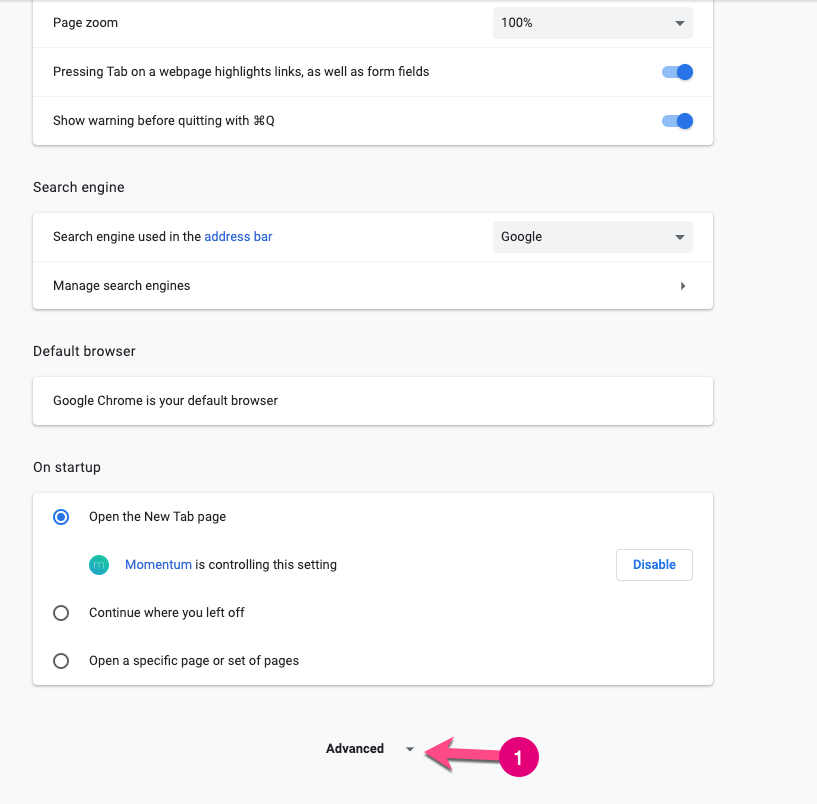 Page zoom
100%
Pressing Tab on a webpage highlights links, as well as form fields
Show warning before quitting with ⌘Q
Search engine
Search engine used in the address bar
Google
Manage search engines
Default browser
Google Chrome is your default browser
On startup
Open the New Tab page
m
Momentum is controlling this setting
Disable
Continue where you left off
Open a specific page or set of pages
Advanced
1